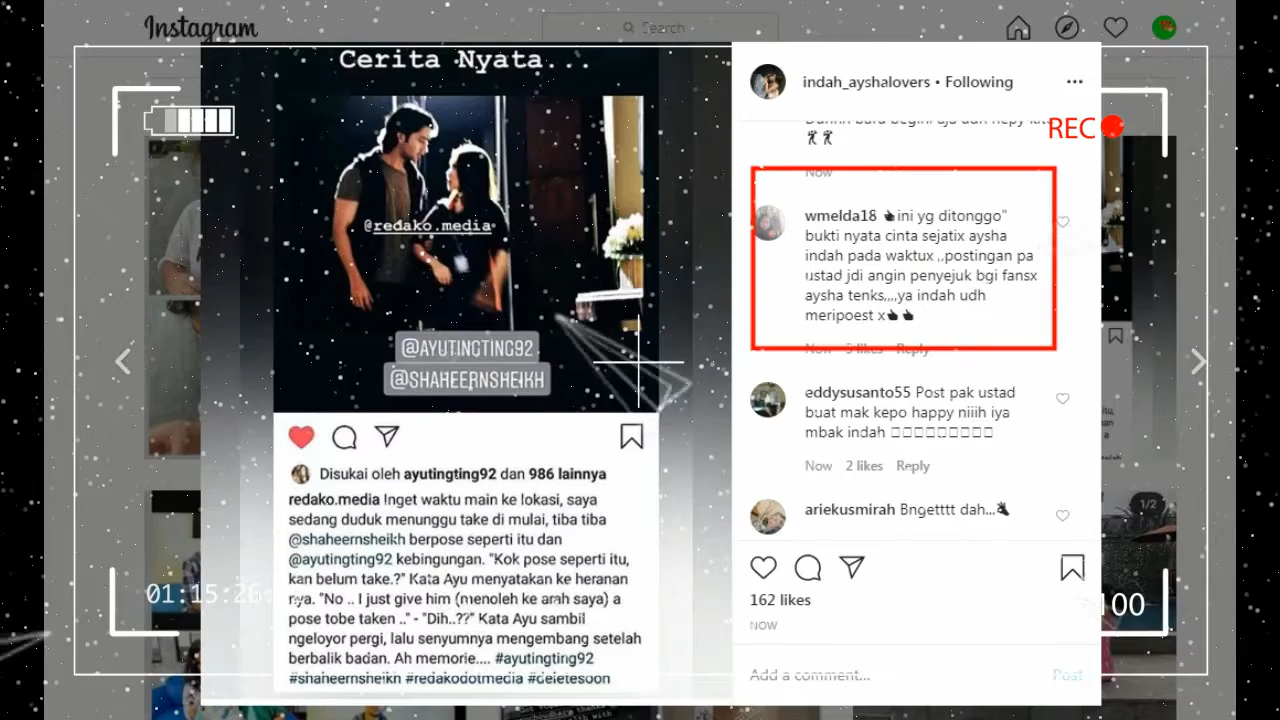 Instagram
Search
Cerita Nyata...
@redako.media
@AYUTINGTING92
@SHAHEERNSHEIKH
Disukai oleh ayutingting92 dan 986 lainnya
redako.media Inget waktu main ke lokasi, saya
sedang duduk menunggu take di mulai, tiba tiba
@shaheernsheikh berpose seperti itu dan
@ayutingting92 kebingungan. "Kok pose seperti itu,
kan belum take.?" Kata Ayu menyatakan ke heranan
nya. "No .. I just give him (menoleh ke arah saya) a
pose tobe taken .." - "Dih..??" Kata Ayu sambil
ngeloyor pergi, lalu senyumnya mengembang setelah
berbalik badan. Ah memorie.... #ayutingting92
#shaheernsheikh #redakodotmedia #deletesoon
indah_ayshalovers • Following
REC
Now
wmelda18 ini yg ditonggo"
bukti nyata cinta sejatix aysha
indah pada waktux ,,postingan pa
ustad jdi angin penyejuk bgi fansx
aysha tenks,,,,ya indah udh
meripoest x
Now 5 likes Reply
eddysusanto55 Post pak ustad
buat mak kepo happy niiih iya
mbak indah
Now 2 likes Reply
ariekusmirah Bngetttt dah...
162 likes
NOW
Add a comment... Post
01:15:26
100
1/2